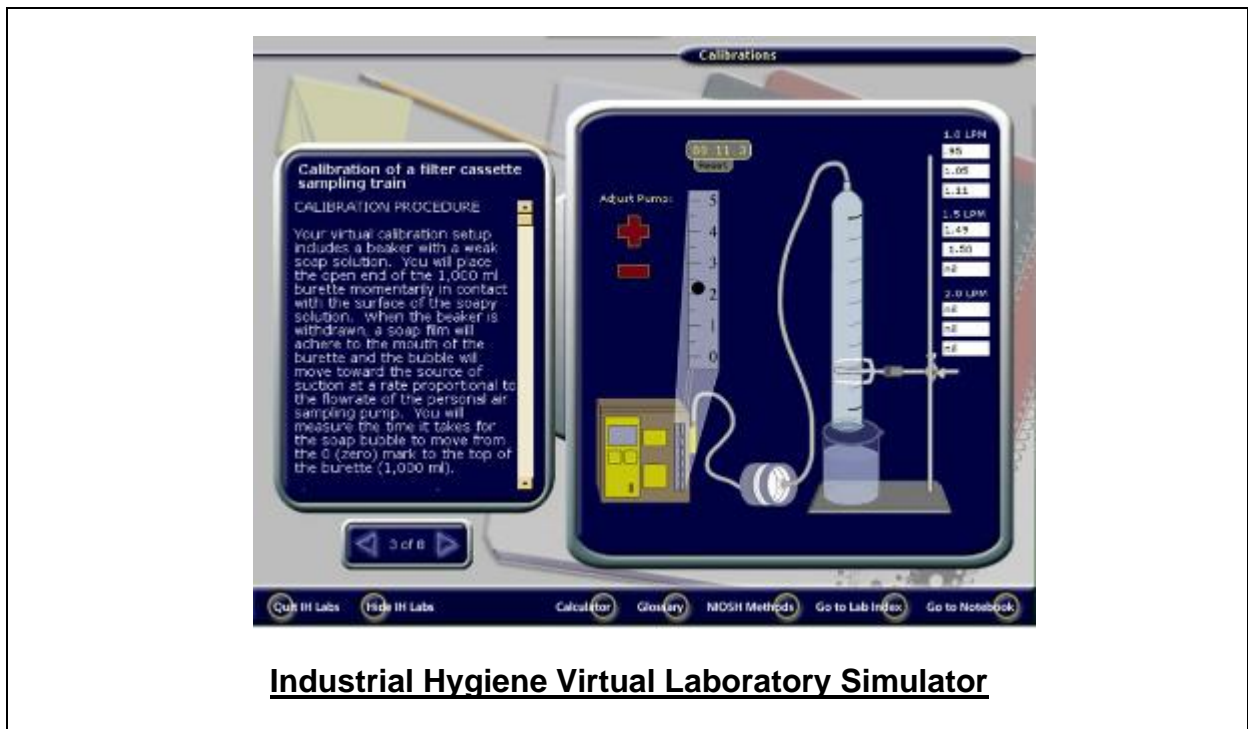 Calibrations
Calibration of a filter cassette
sampling train
CALIBRATION PROCEDURE
Your virtual calibration setup
includes a beaker with a weak
soap solution. You will place
the open end of the 1,000 ml
burette momentarily in contact
with the surface of the soapy
solution. When the beaker is
withdrawn, a soap film will
adhere to the mouth of the
burette and the bubble will
move toward the source of
suction at a rate proportional to
the flowrate of the personal air
sampling pump. You will
measure the time it takes for
the soap bubble to move from
the 0 (zero) mark to the top of
the burette (1,000 ml).
3 of 8
Reset
Adjust Pump:
5
4
3
2
1
0
1.0 LPM
.95
1.05
1.11
1.5 LPM
1.49
1.50
2.0 LPM
Quit IH Labs
Hide IH Labs
Calculator
Glossary
NIOSH Methods
Go to Lab Index
Go to Notebook
Industrial Hygiene Virtual Laboratory Simulator